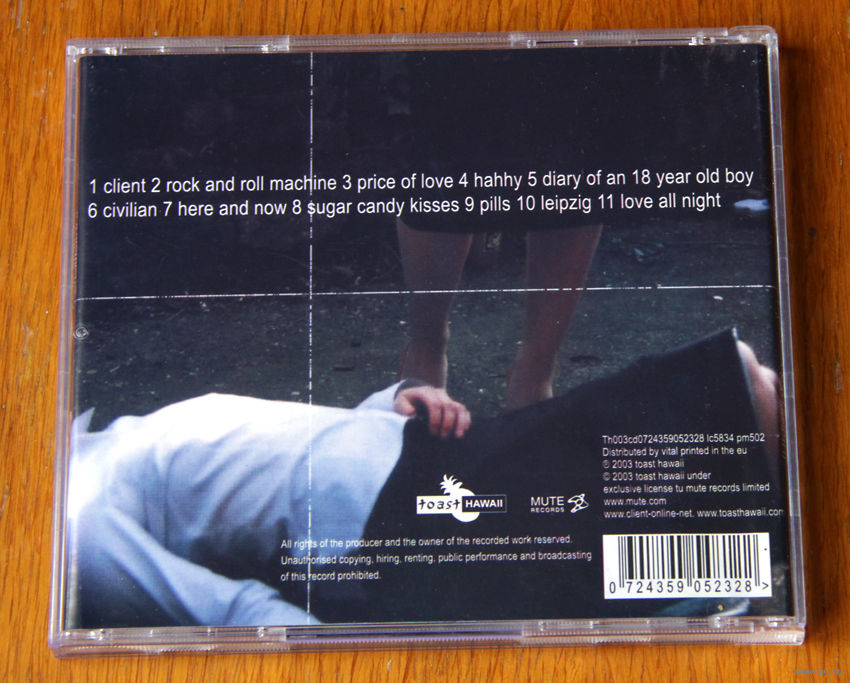 1 client 2 rock and roll machine 3 price of love 4 hahhy 5 diary of an 18 year old boy
6 civilian 7 here and now 8 sugar candy kisses 9 pills 10 leipzig 11 love all night
Th003cd0724359052328 lc5834 pm502
Distributed by vital printed in the eu
℗ 2003 toast hawaii
© 2003 toast hawaii under
exclusive license tu mute records limited
www.mute.com
www.client-online-net. www.toasthawaii.com
toast HAWAII
MUTE
RECORDS
All rights of the producer and the owner of the recorded work reserved.
Unauthorised copying, hiring, renting, public performance and broadcasting
of this record prohibited.
0 724359 052328 >